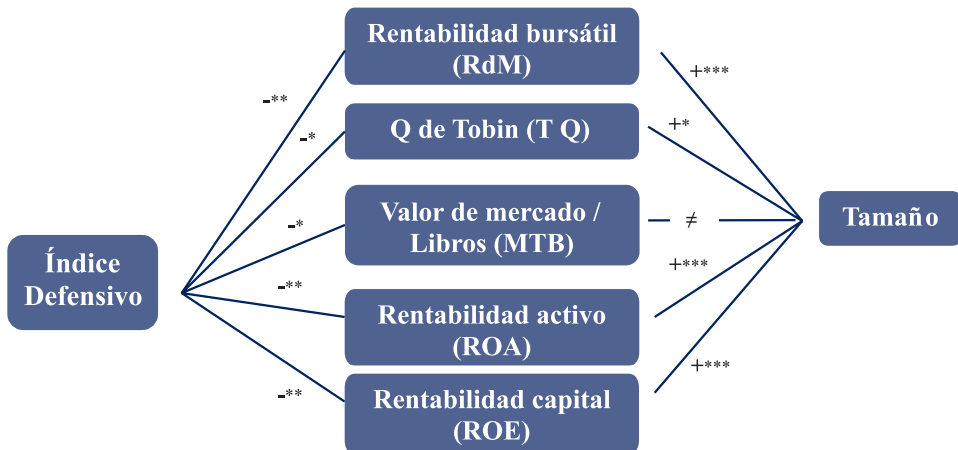 Rentabilidad bursátil
(RdM)
+***
-**
Q de Tobin (T Q)
+*
-*
Valor de mercado /
Libros (MTB)
≠
Tamaño
-*
Índice
Defensivo
+***
-**
Rentabilidad activo
(ROA)
+***
-**
Rentabilidad capital
(ROE)